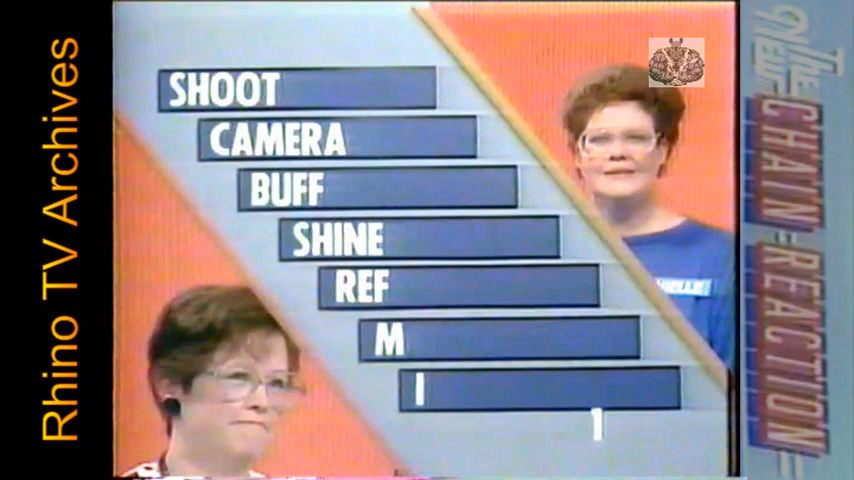 Rhino TV Archives
SHOOT
CAMERA
BUFF
SHINE
REF
M
I
1
The
New
CHAIN
REACTION